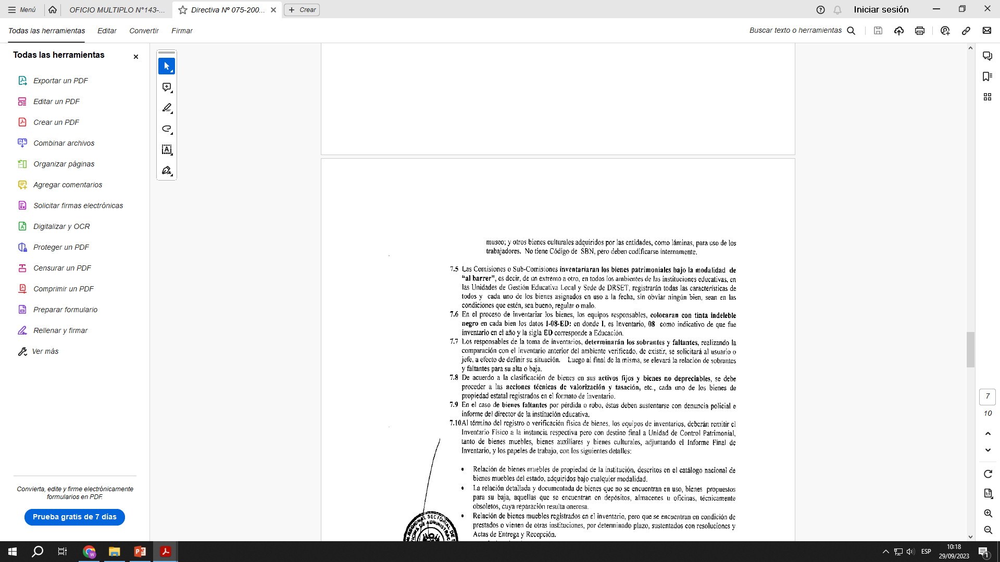 Menú
OFICIO MULTIPLO N°143-...
Directiva Nº 075-200...
Crear
Iniciar sesión
Todas las herramientas
Editar
Convertir
Firmar
Buscar texto o herramientas
Todas las herramientas
Exportar un PDF
Editar un PDF
Crear un PDF
Combinar archivos
Organizar páginas
Agregar comentarios
Solicitar firmas electrónicas
Digitalizar y OCR
Proteger un PDF
Censurar un PDF
Comprimir un PDF
Preparar formulario
Rellenar y firmar
Ver más
Convierta, edite y firme electrónicamente
formularios en PDF.
Prueba gratis de 7 días
museo; y otros bienes culturales adquiridos por las entidades, como láminas, para uso de los
trabajadores. No tiene Código de SBN, pero deben codificarse internamente.
7.5 Las Comisiones o Sub-Comisiones inventariaran los bienes patrimoniales bajo la modalidad de
“al barrer”, es decir, de un extremo a otro, en todos los ambientes de las instituciones educativas, en
las Unidades de Gestión Educativa Local y Sede de DRSET, registrarán todas las características de
todos y cada uno de los bienes asignados en uso a la fecha, sin obviar ningún bien, sean en las
condiciones que estén, sea bueno, regular o malo.
7.6 En el proceso de inventariar los bienes, los equipos responsables, colocaran con tinta indeleble
negro en cada bien los datos I-08-ED: en donde I, es Inventario, 08 como indicativo de que fue
inventario en el año y la sigla ED corresponde a Educación.
7.7 Los responsables de la toma de inventarios, determinarán los sobrantes y faltantes, realizando la
comparación con el inventario anterior del ambiente verificado, de existir, se solicitará al usuario o
jefe, a efecto de definir su situación. Luego al final de la misma, se elevará la relación de sobrantes
y faltantes para su alta o baja.
7.8 De acuerdo a la clasificación de bienes en sus activos fijos y bienes no depreciables, se debe
proceder a las acciones técnicas de valorización y tasación, etc., cada uno de los bienes de
propiedad estatal registrados en el formato de inventario.
7.9 En el caso de bienes faltantes por pérdida o robo, éstas deben sustentarse con denuncia policial e
informe del director de la institución educativa.
7.10Al término del registro o verificación física de bienes, los equipos de inventarios, deberán remitir el
Inventario Físico a la instancia respectiva pero con destino final a Unidad de Control Patrimonial,
tanto de bienes muebles, bienes auxiliares y bienes culturales, adjuntando el Informe Final de
Inventario, y los papeles de trabajo, con los siguientes detalles:
• Relación de bienes muebles de propiedad de la institución, descritos en el catálogo nacional de
bienes muebles del estado, adquiridos bajo cualquier modalidad.
• La relación detallada y documentada de bienes que no se encuentran en uso, bienes propuestos
para su baja, aquellas que se encuentran en depósitos, almacenes u oficinas, técnicamente
obsoletos, cuya reparación resulta onerosa.
• Relación de bienes muebles registrados en el inventario, pero que se encuentran en condición de
prestados o vienen de otras instituciones, por determinado plazo, sustentados con resoluciones y
Actas de Entrega y Recepción.
REGIONAL SECTORIAL DE
DE ADMINISTRAC
7
10
ESP
10:18
29/09/2023
1